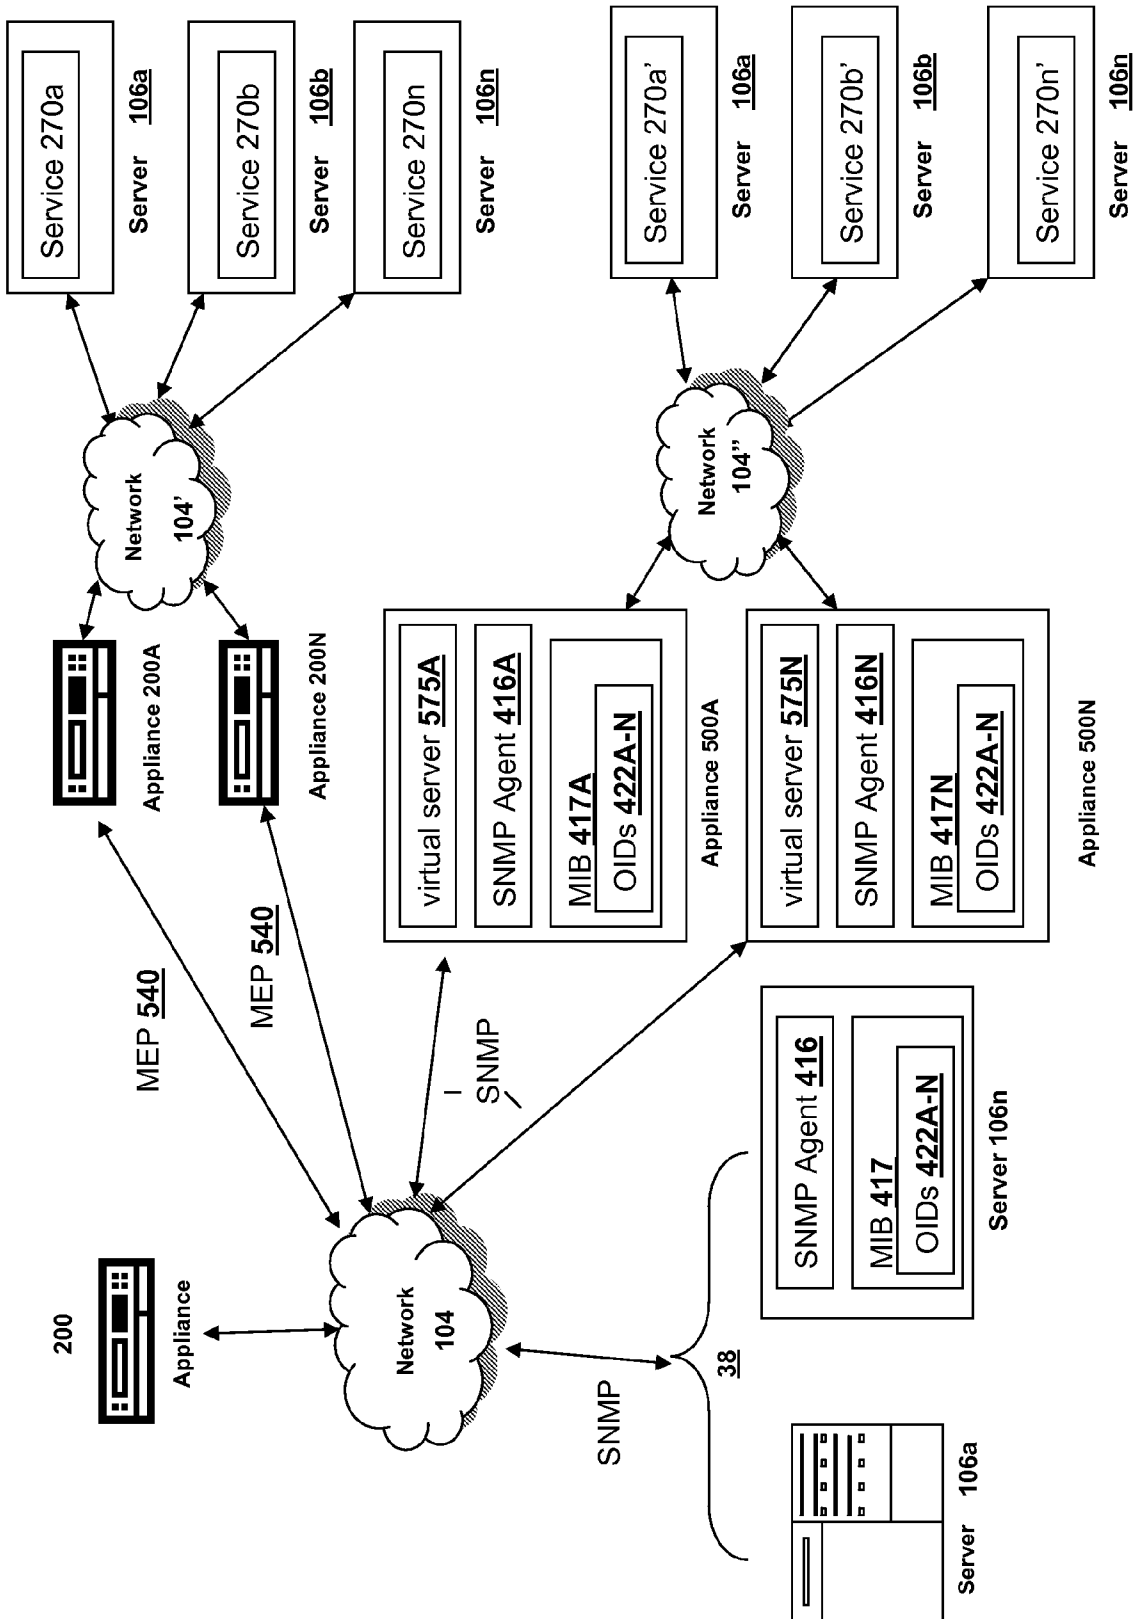 200
Appliance
MEP 540
MEP 540
Appliance 200A
Appliance 200N
Network
104'
Service 270a
Server 106a
Service 270b
Server 106b
Service 270n
Server 106n
Network
104
SNMP
SNMP
38
virtual server 575A
SNMP Agent 416A
MIB 417A
OIDs 422A-N
Appliance 500A
virtual server 575N
SNMP Agent 416N
MIB 417N
OIDs 422A-N
Appliance 500N
Network
104”
Service 270a’
Server 106a
Service 270b’
Server 106b
Service 270n’
Server 106n
Server 106a
SNMP Agent 416
MIB 417
OIDs 422A-N
Server 106n